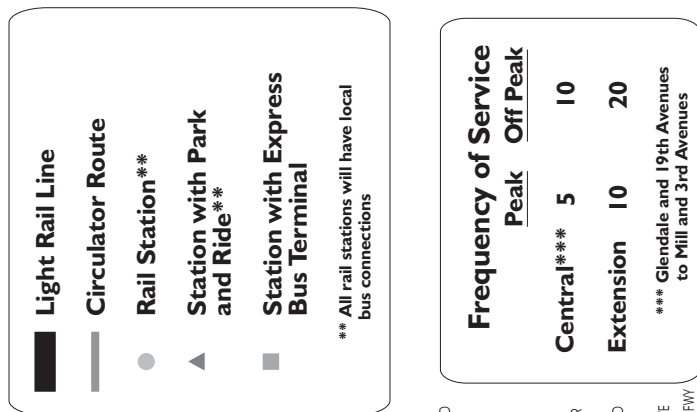 Light Rail Line
Circulator Route
Rail Station**
Station with Park
and Ride**
Station with Express
Bus Terminal
** All rail stations will have local
bus connections
Frequency of Service
Peak Off Peak
Central*** 5 10
Extension 10 20
*** Glendale and 19th Avenues
to Mill and 3rd Avenues
FWY